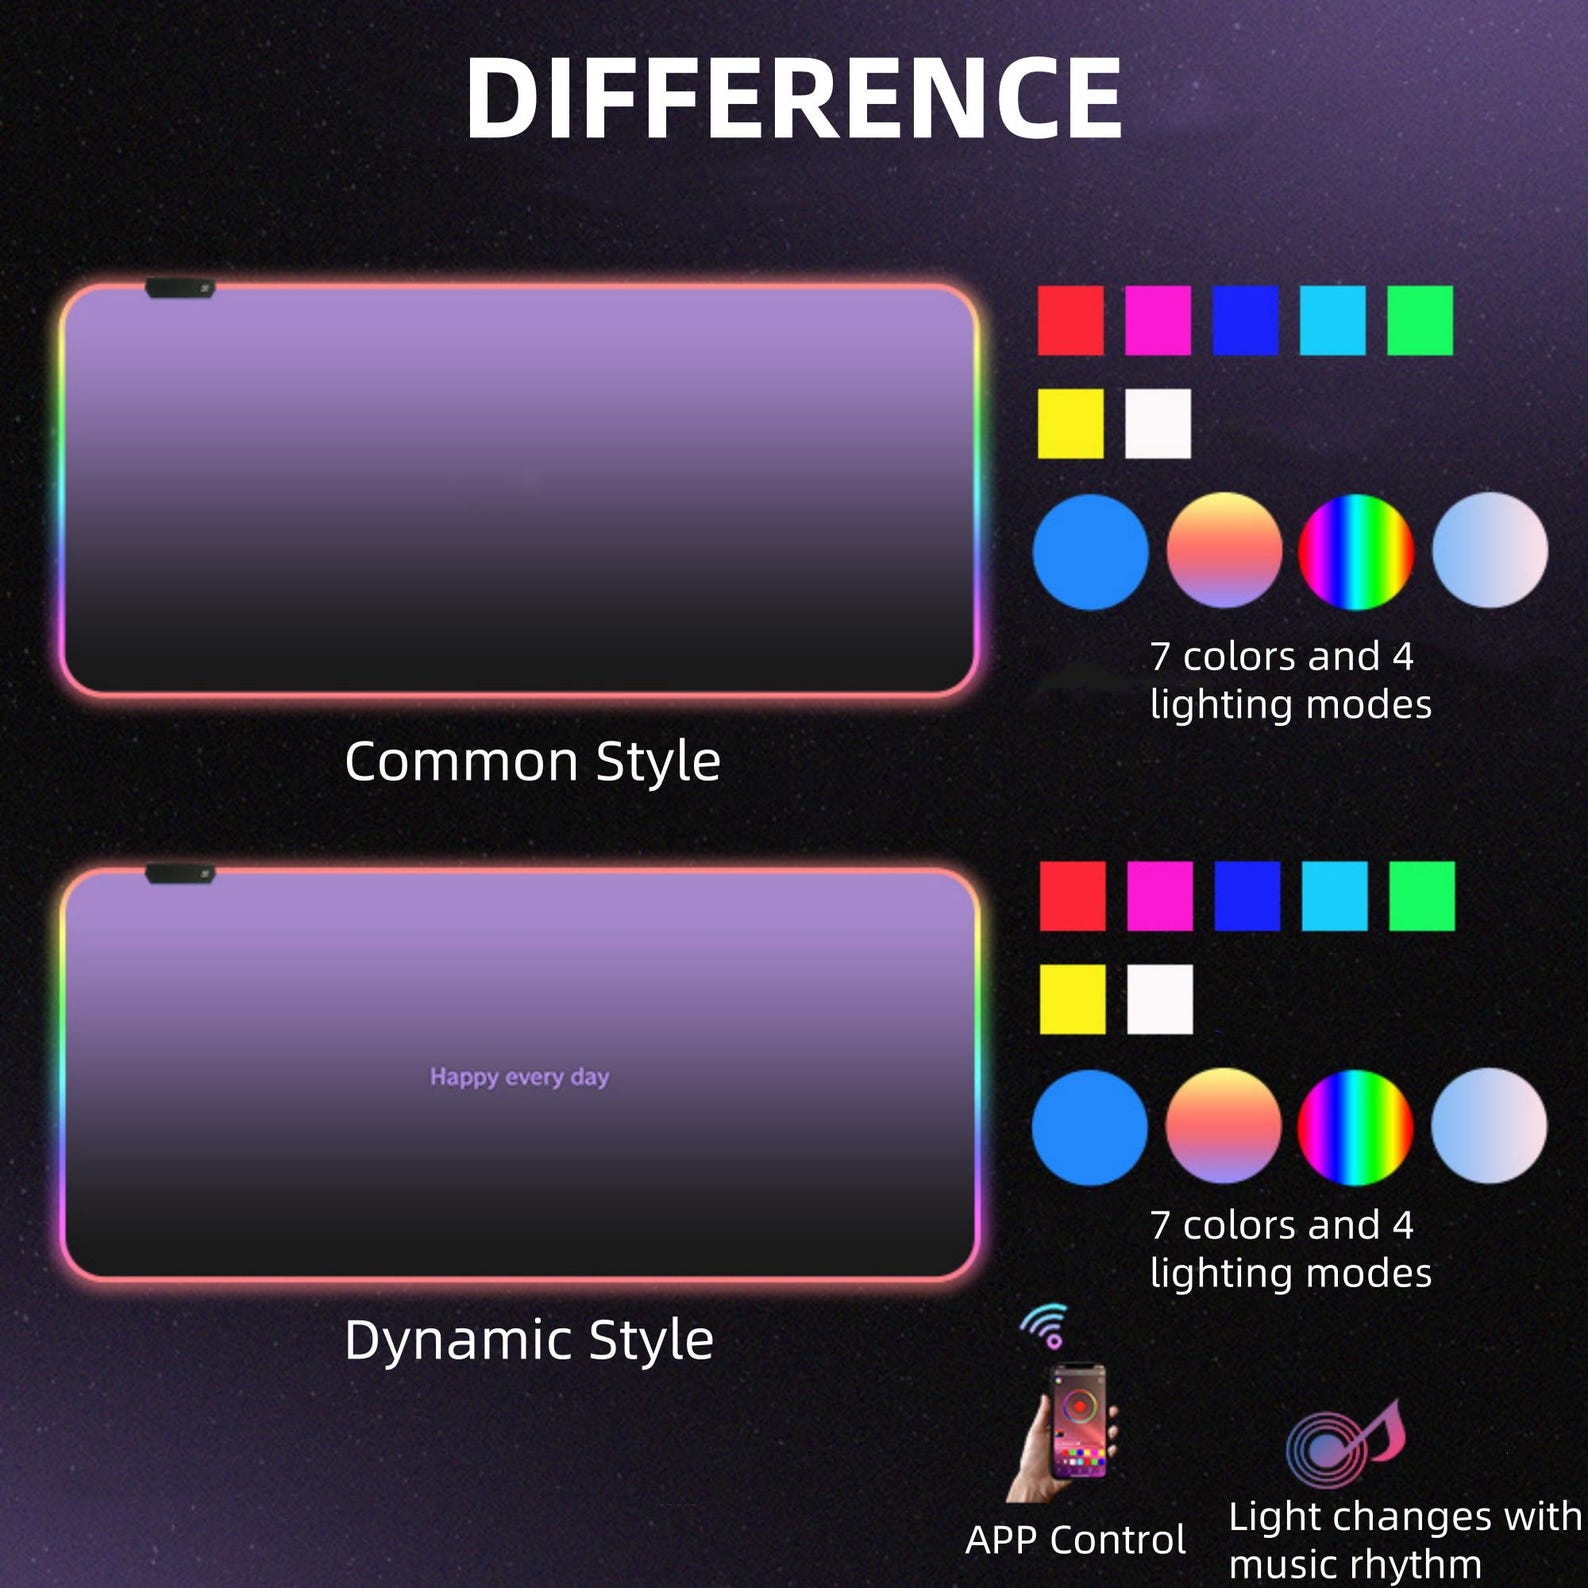 DIFFERENCE
7 colors and 4
lighting modes
Common Style
Happy every day
7 colors and 4
lighting modes
Dynamic Style
APP Control
Light changes with
music rhythm